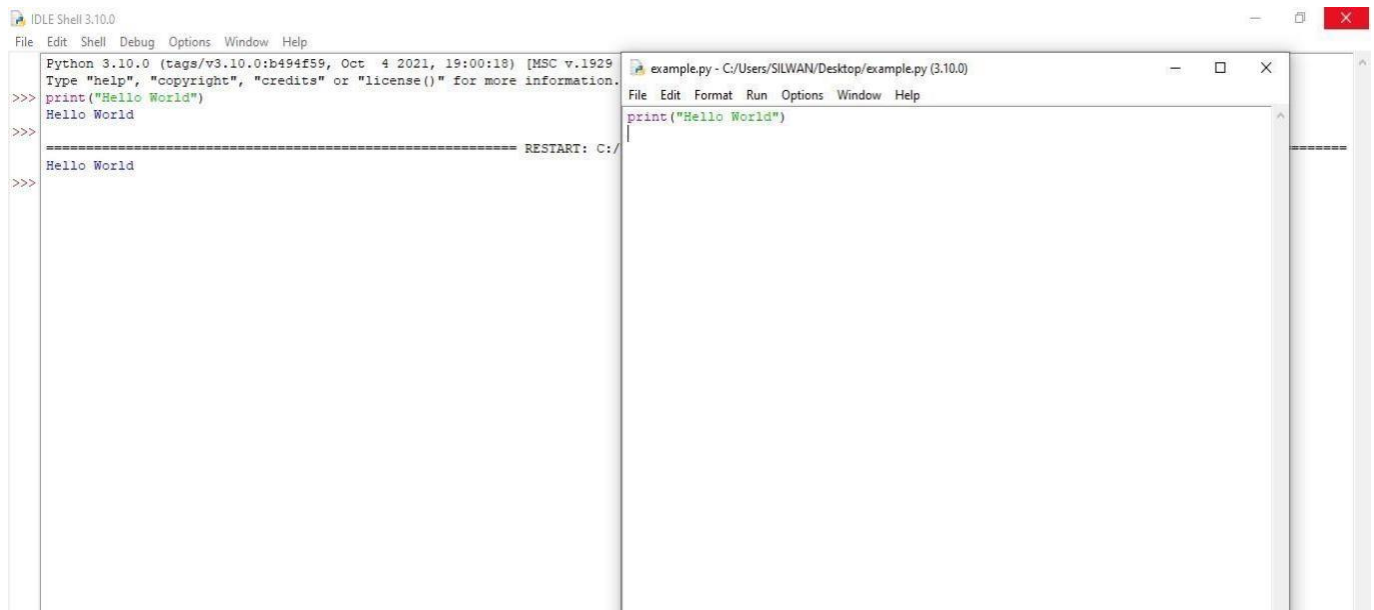 IDLE Shell 3.10.0
File Edit Shell Debug Options Window Help
Python 3.10.0 (tags/v3.10.0:b494f59, Oct  4 2021, 19:00:18) [MSC v.1929
Type "help", "copyright", "credits" or "license()" for more information.
>>> print("Hello World")
Hello World
>>>
=========================================================== RESTART: C:/
Hello World
>>>
example.py - C:/Users/SILWAN/Desktop/example.py (3.10.0)
File Edit Format Run Options Window Help
print("Hello World")